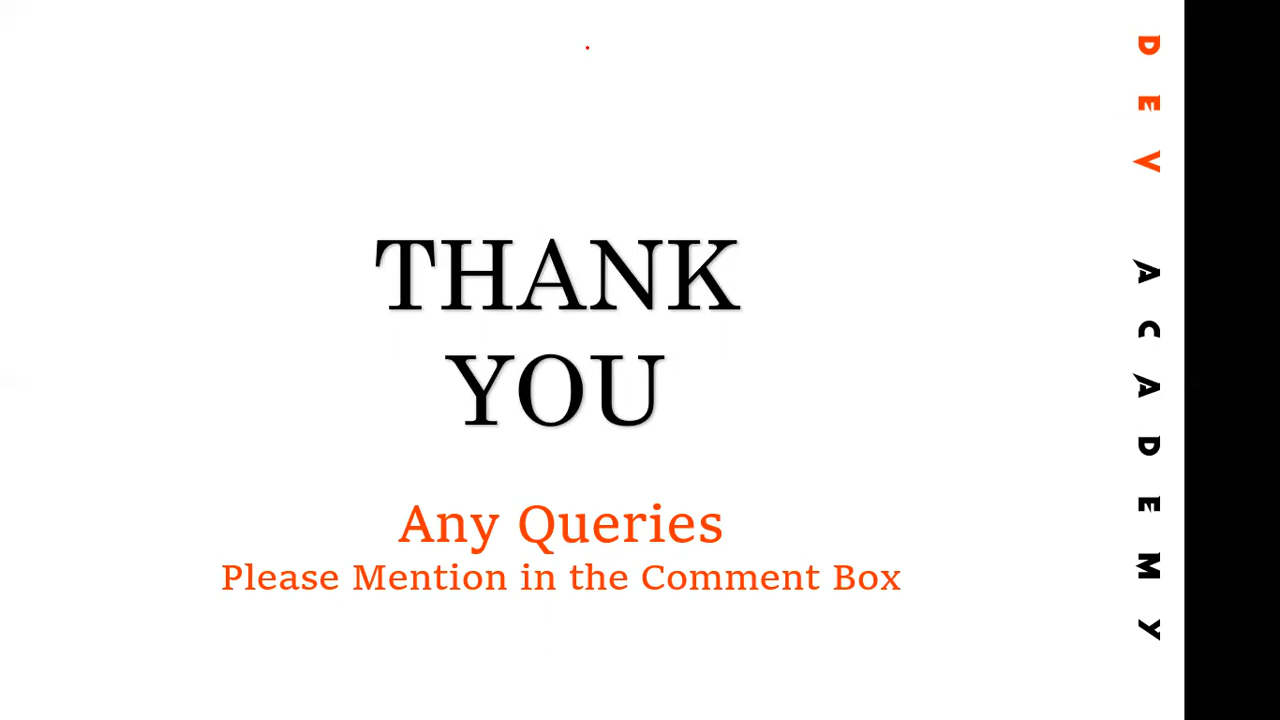 THANK
YOU
Any Queries
Please Mention in the Comment Box
DEV ACADEMY